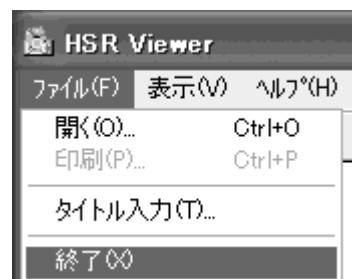 HSR Viewer
ファイル(F) 表示(V) ヘルプ(H)
開く(O)... Ctrl+O
印刷(P)... Ctrl+P
タイトル入力(T)...
終了(X)